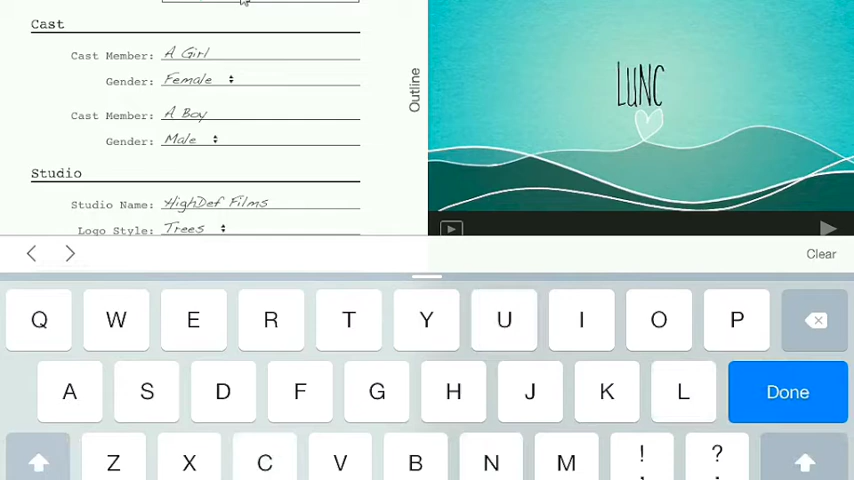 Cast
Cast Member: A Girl
Gender: Female
Cast Member: A Boy
Gender: Male
Studio
Studio Name: HighDef Films
Logo Style: Trees
Outline
LUNC
Clear
Q W E R T Y U I O P
A S D F G H J K L Done
Z X C V B N M ! , ? .